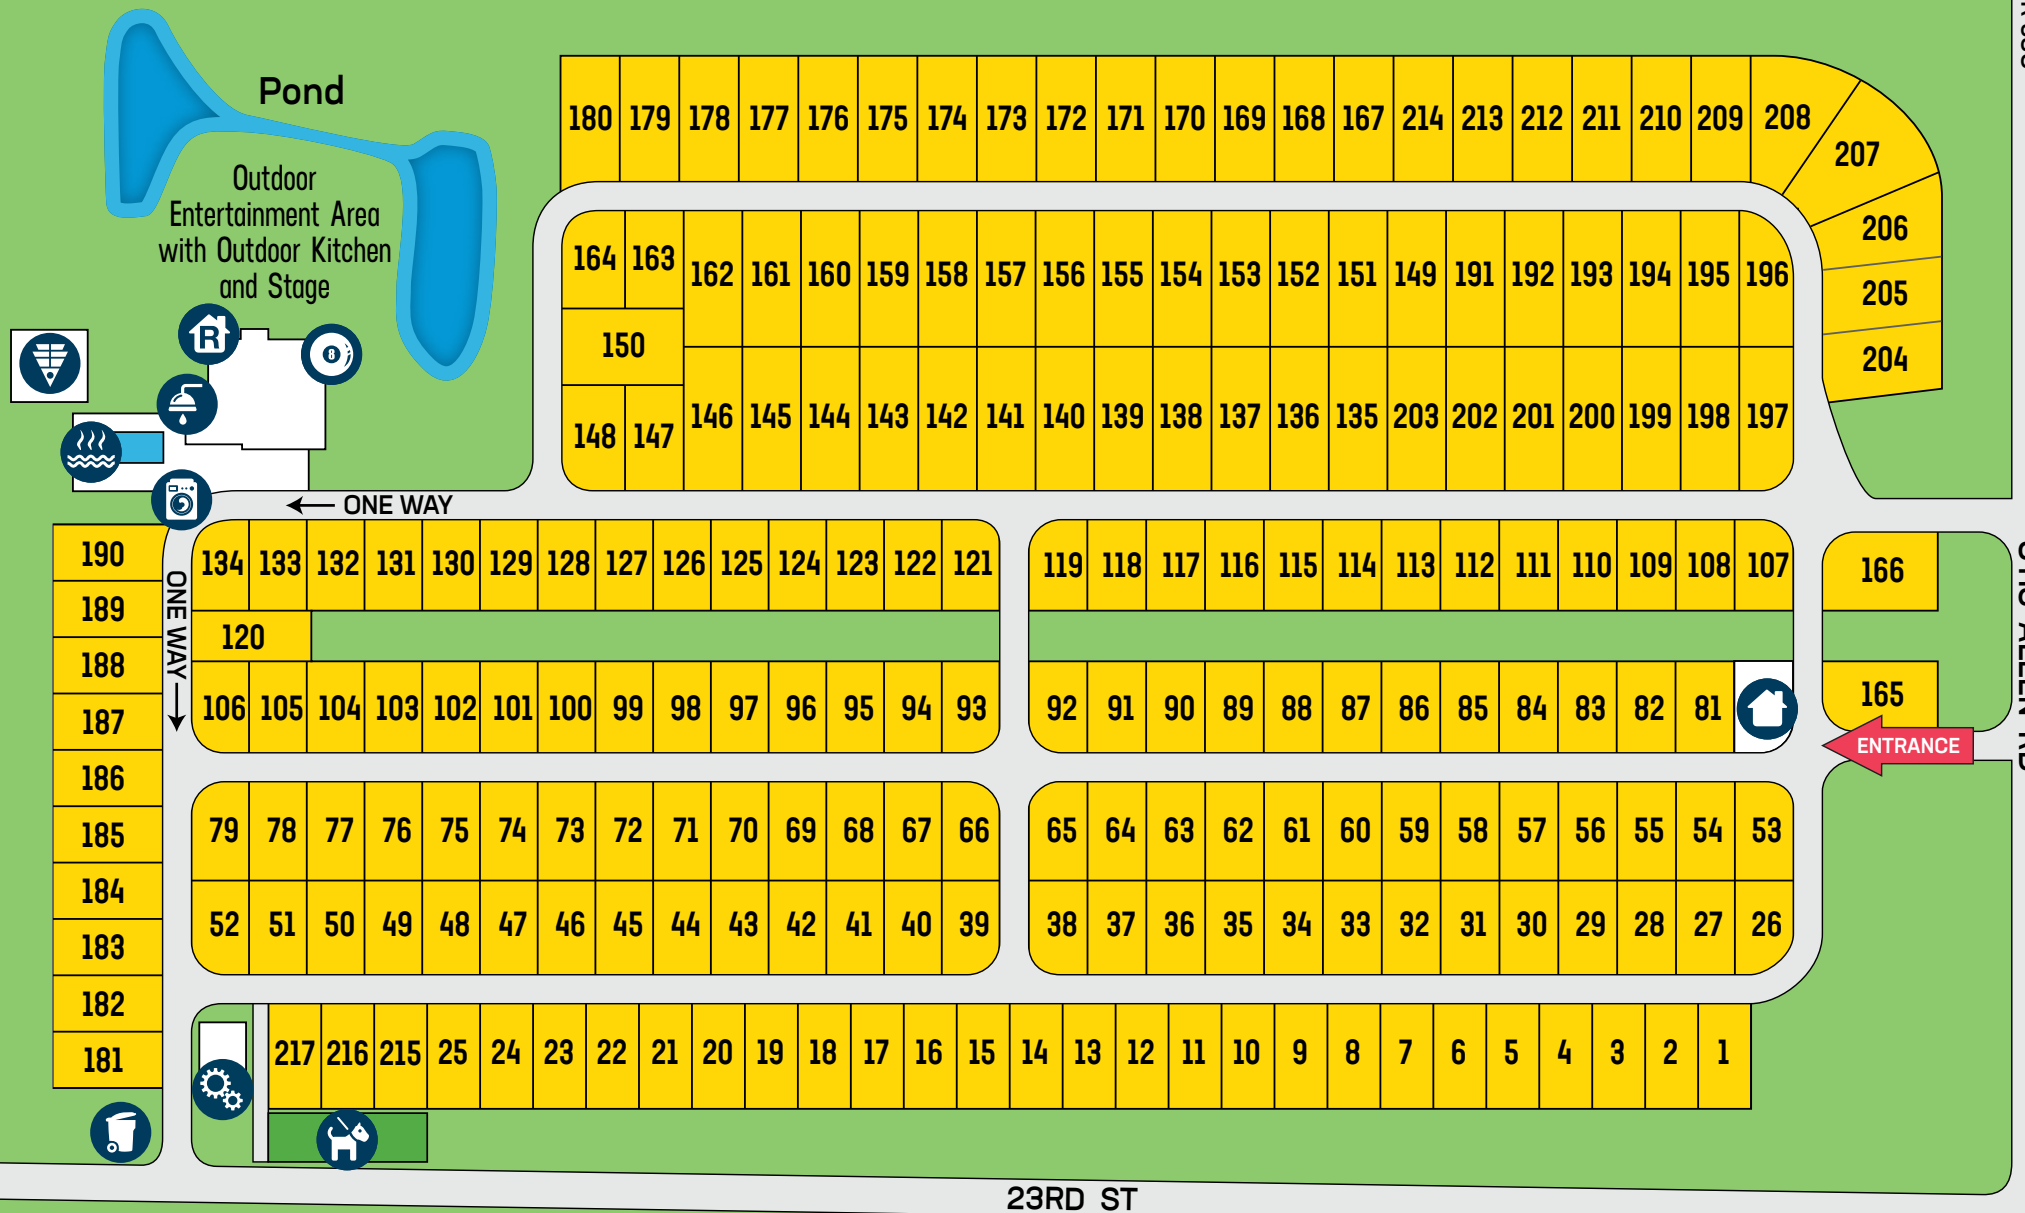 Pond
Outdoor
Entertainment Area
with Outdoor Kitchen
and Stage
180 179 178 177 176 175 174 173 172 171 170 169 168 167 214 213 212 211 210 209 208
207
206
205
204
164 163 162 161 160 159 158 157 156 155 154 153 152 151 149 191 192 193 194 195 196
150
148 147 146 145 144 143 142 141 140 139 138 137 136 135 203 202 201 200 199 198 197
R
8
ONE WAY
ONE WAY
190
189
188
187
186
185
184
183
182
181
134 133 132 131 130 129 128 127 126 125 124 123 122 121
119 118 117 116 115 114 113 112 111 110 109 108 107
166
120
106 105 104 103 102 101 100 99 98 97 96 95 94 93
92 91 90 89 88 87 86 85 84 83 82 81
165
ENTRANCE
79 78 77 76 75 74 73 72 71 70 69 68 67 66
65 64 63 62 61 60 59 58 57 56 55 54 53
52 51 50 49 48 47 46 45 44 43 42 41 40 39
38 37 36 35 34 33 32 31 30 29 28 27 26
217 216 215 25 24 23 22 21 20 19 18 17 16 15 14 13 12 11 10 9 8 7 6 5 4 3 2 1
23RD ST